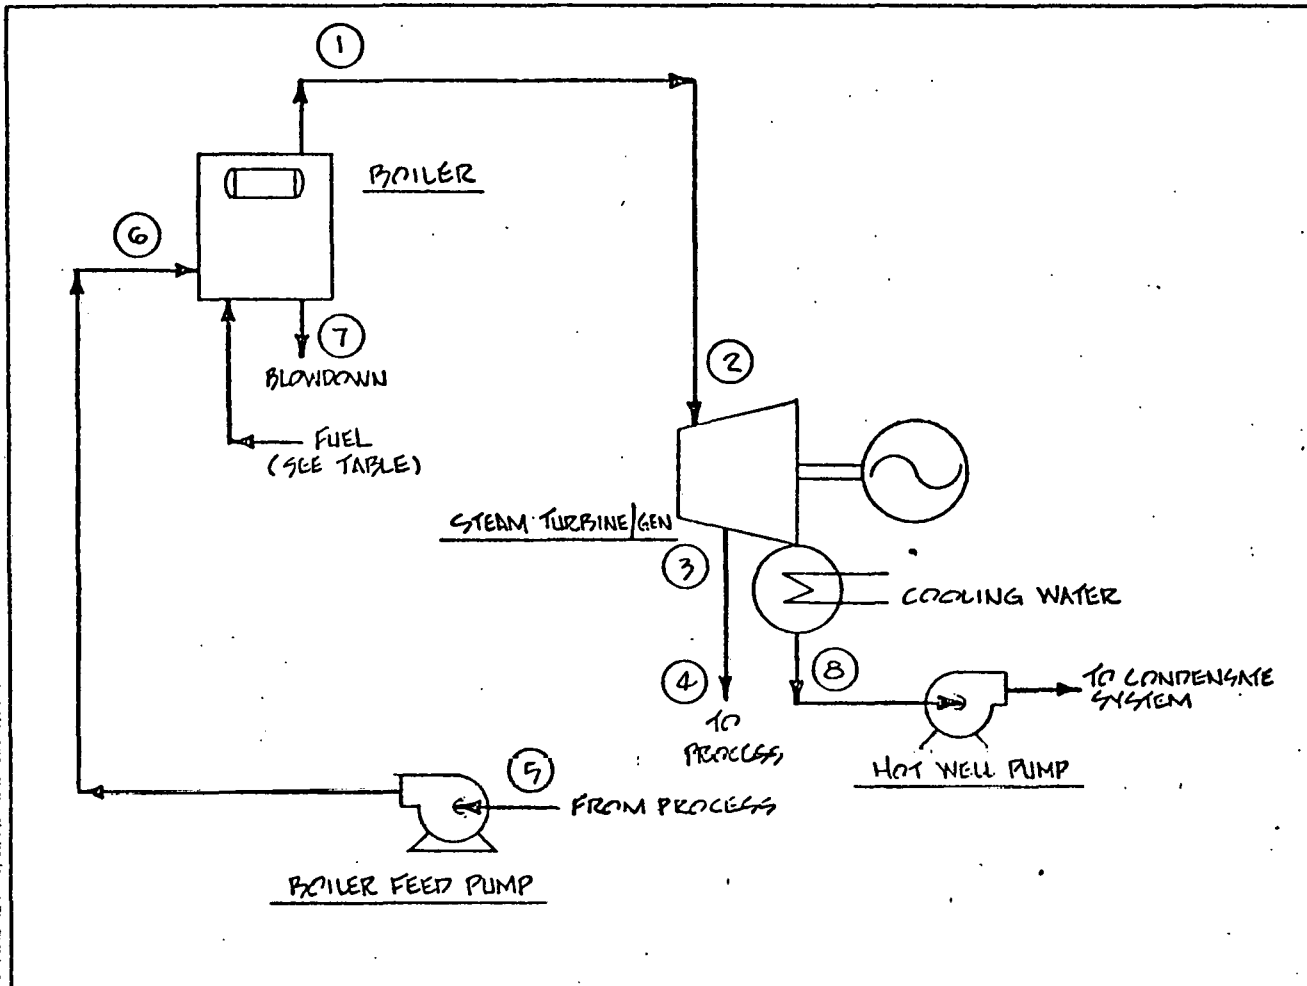 1
BOILER
6
7
BLOWDOWN
FUEL
(SEE TABLE)
2
STEAM TURBINE/GEN
3
COOLING WATER
4
TO
PROCESS
8
TO CONDENSATE
SYSTEM
HOT WELL PUMP
5
FROM PROCESS
BOILER FEED PUMP